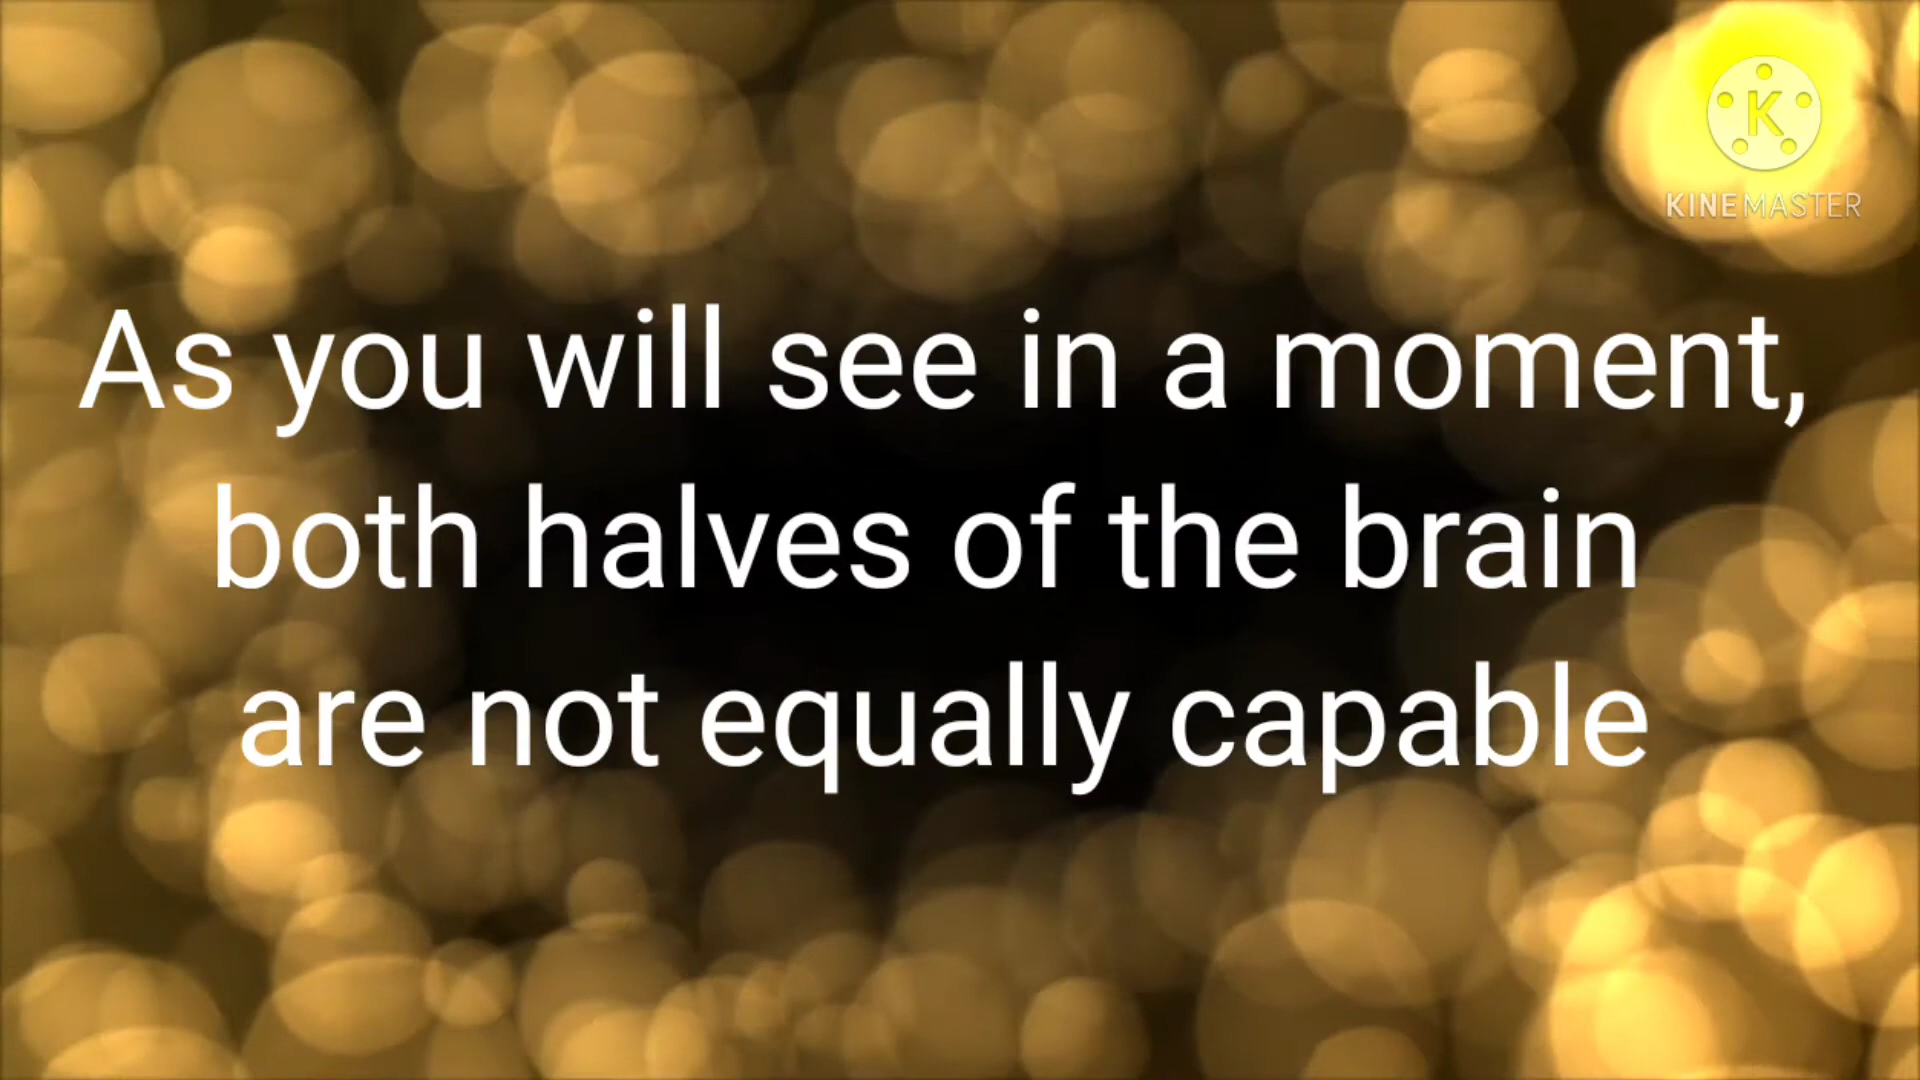 K
KINEMASTER
As you will see in a moment,
both halves of the brain
are not equally capable